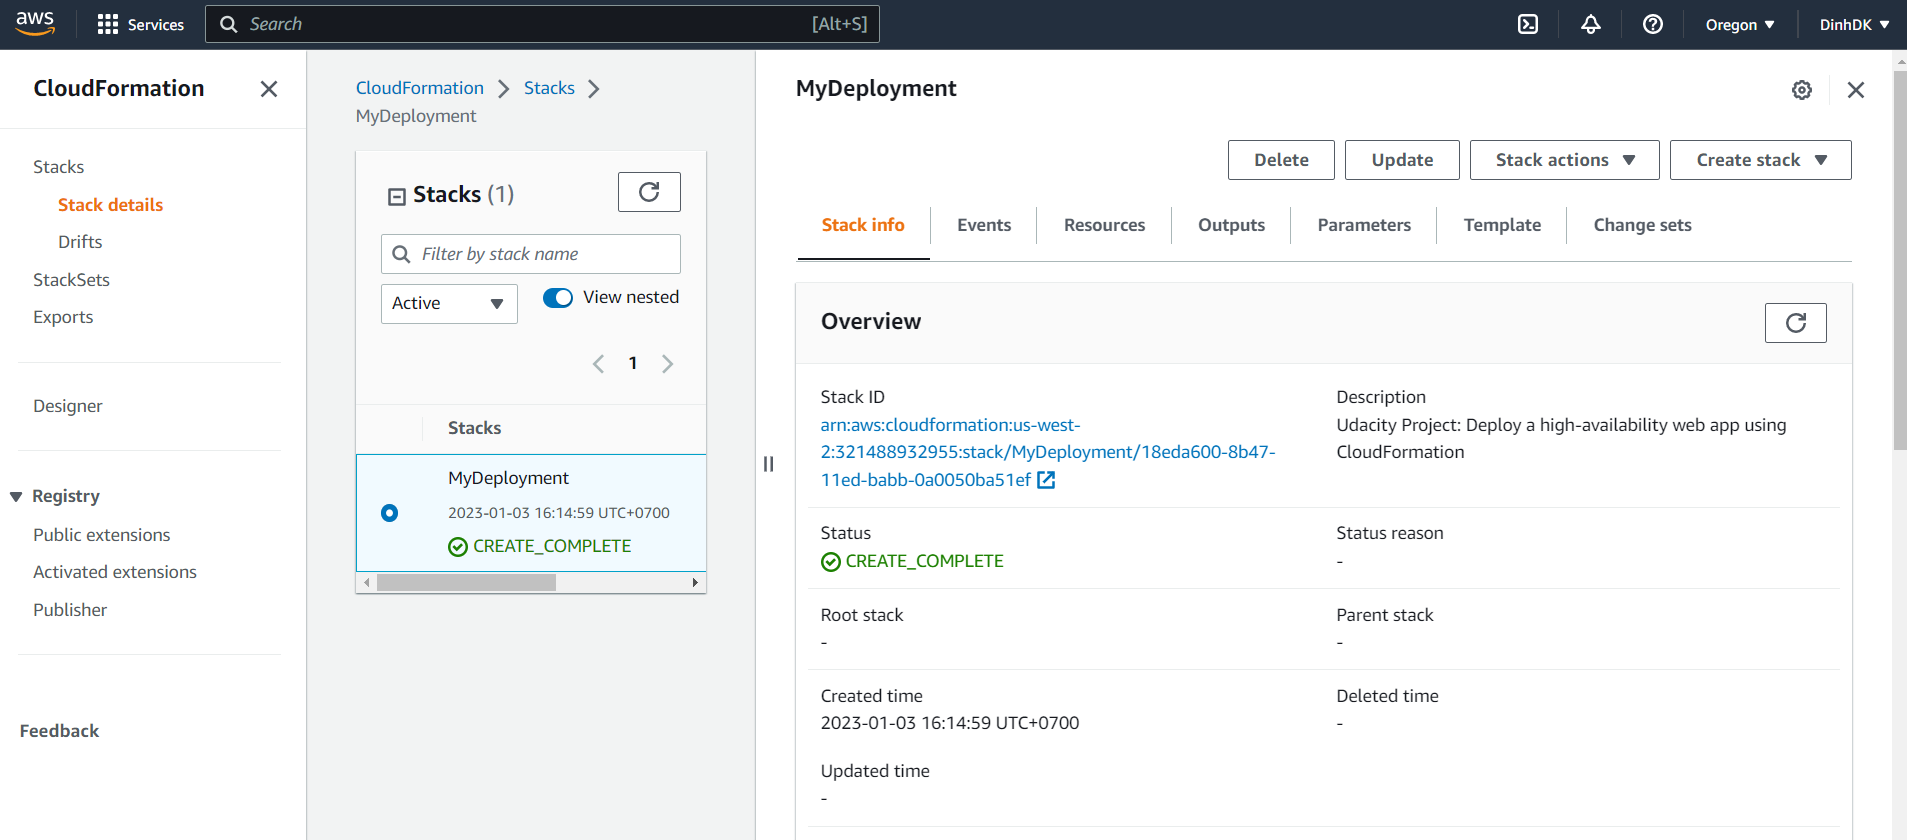 aws
Services
Search
[Alt+S]
Oregon
DinhDK
CloudFormation
Stacks
Stack details
Drifts
StackSets
Exports
Designer
Registry
Public extensions
Activated extensions
Publisher
Feedback
CloudFormation
Stacks
MyDeployment
Stacks (1)
Filter by stack name
Active
View nested
1
Stacks
MyDeployment
2023-01-03 16:14:59 UTC+0700
CREATE_COMPLETE
MyDeployment
Delete
Update
Stack actions
Create stack
Stack info
Events
Resources
Outputs
Parameters
Template
Change sets
Overview
Stack ID
arn:aws:cloudformation:us-west-
2:321488932955:stack/MyDeployment/18eda600-8b47-
11ed-babb-0a0050ba51ef
Description
Udacity Project: Deploy a high-availability web app using
CloudFormation
Status
CREATE_COMPLETE
Status reason
-
Root stack
-
Parent stack
-
Created time
2023-01-03 16:14:59 UTC+0700
Deleted time
-
Updated time
-